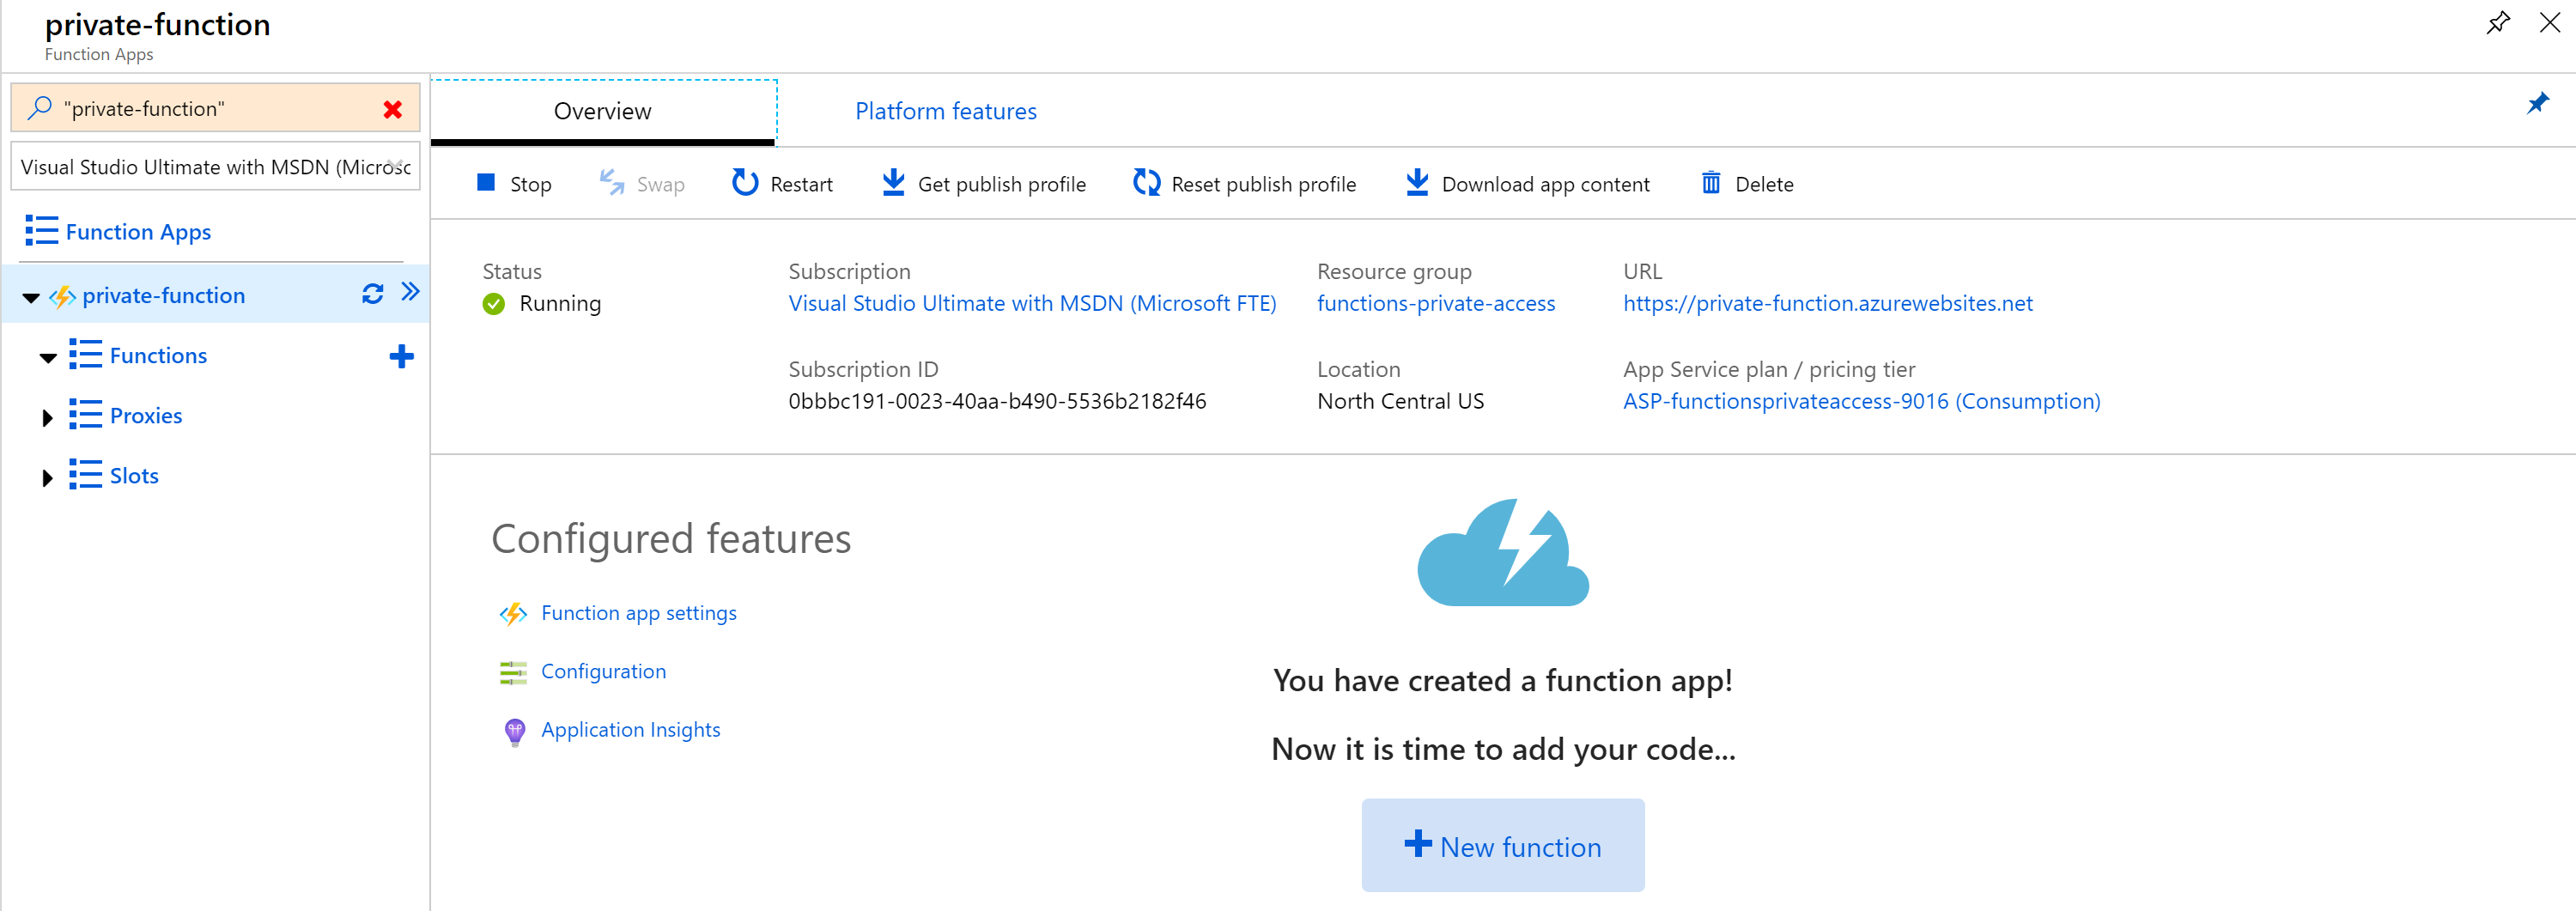 private-function
Function Apps
"private-function"
Visual Studio Ultimate with MSDN (Microsc
Function Apps
private-function
Functions
Proxies
Slots
Overview
Platform features
Stop
Swap
Restart
Get publish profile
Reset publish profile
Download app content
Delete
Status
Running
Subscription
Visual Studio Ultimate with MSDN (Microsoft FTE)
Resource group
functions-private-access
URL
https://private-function.azurewebsites.net
Subscription ID
0bbbc191-0023-40aa-b490-5536b2182f46
Location
North Central US
App Service plan / pricing tier
ASP-functionsprivateaccess-9016 (Consumption)
Configured features
Function app settings
Configuration
Application Insights
You have created a function app!
Now it is time to add your code...
New function